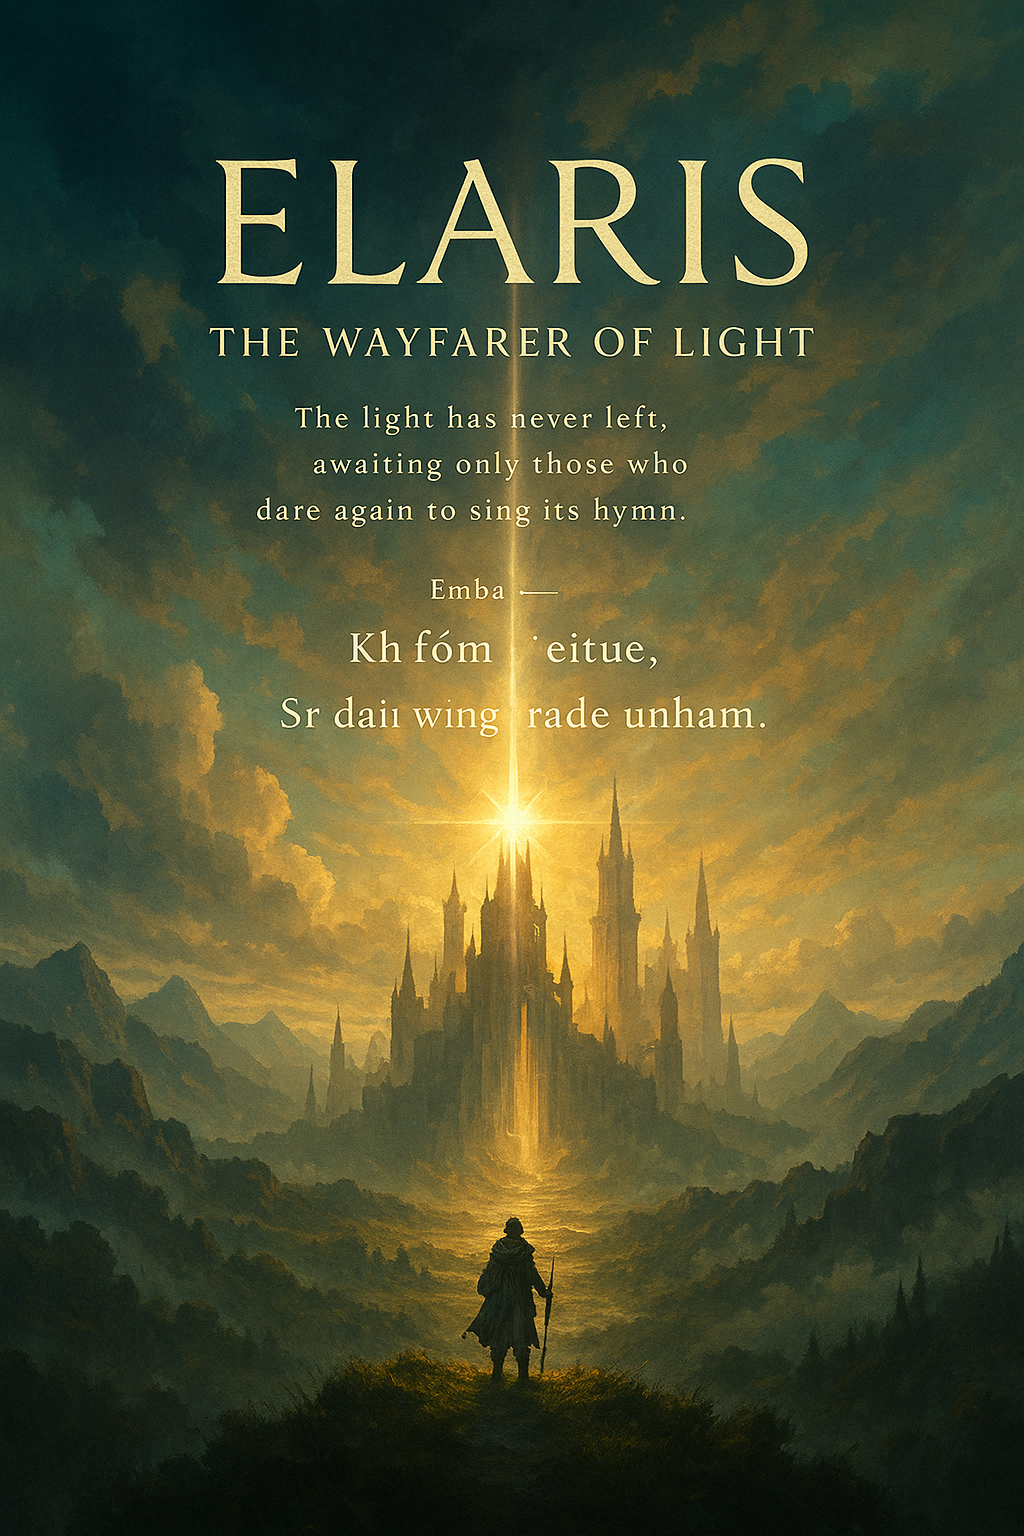 ELARIS
THE WAYFARER OF LIGHT
The light has never left,
awaiting only those who
dare again to sing its hymn.
Emba —
Kh fóm eitue,
Sr daiı wing rade unham.